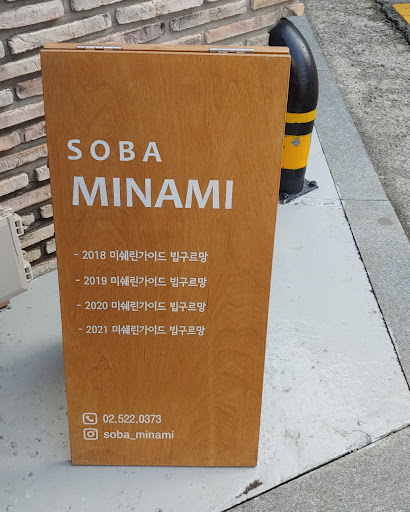 SOBA
MINAMI
- 2018 미쉐린가이드 빕구르망
- 2019 미쉐린가이드 빕구르망
- 2020 미쉐린가이드 빕구르망
- 2021 미쉐린가이드 빕구르망
02.522.0373
soba_minami